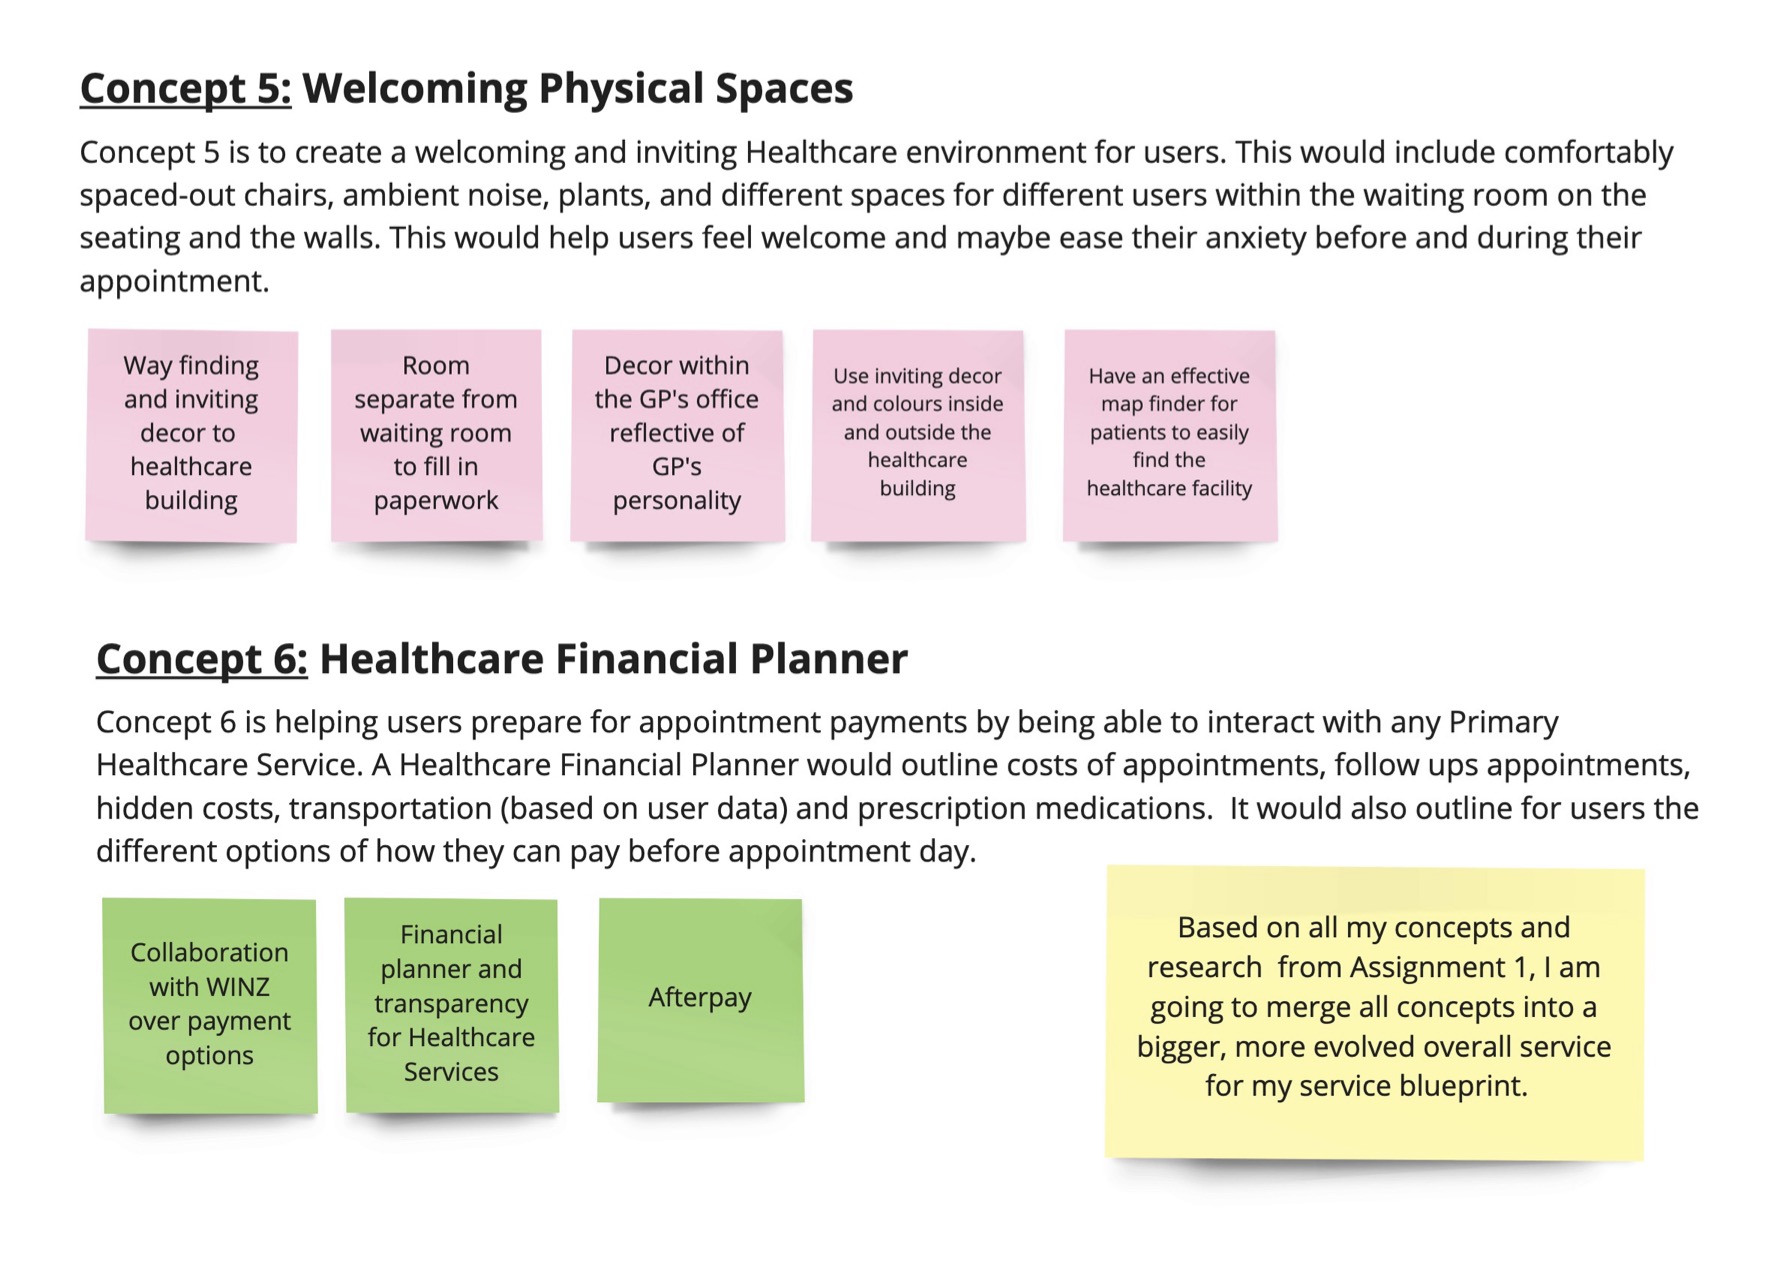 Concept 5: Welcoming Physical Spaces
Concept 5 is to create a welcoming and inviting Healthcare environment for users. This would include comfortably
spaced-out chairs, ambient noise, plants, and different spaces for different users within the waiting room on the
seating and the walls. This would help users feel welcome and maybe ease their anxiety before and during their
appointment.
Way finding
and inviting
decor to
healthcare
building
Room
separate from
waiting room
to fill in
paperwork
Decor within
the GP's office
reflective of
GP's
personality
Use inviting decor
and colours inside
and outside the
healthcare
building
Have an effective
map finder for
patients to easily
find the
healthcare facility
Concept 6: Healthcare Financial Planner
Concept 6 is helping users prepare for appointment payments by being able to interact with any Primary
Healthcare Service. A Healthcare Financial Planner would outline costs of appointments, follow ups appointments,
hidden costs, transportation (based on user data) and prescription medications.  It would also outline for users the
different options of how they can pay before appointment day.
Collaboration
with WINZ
over payment
options
Financial
planner and
transparency
for Healthcare
Services
Afterpay
Based on all my concepts and
research  from Assignment 1, I am
going to merge all concepts into a
bigger, more evolved overall service
for my service blueprint.